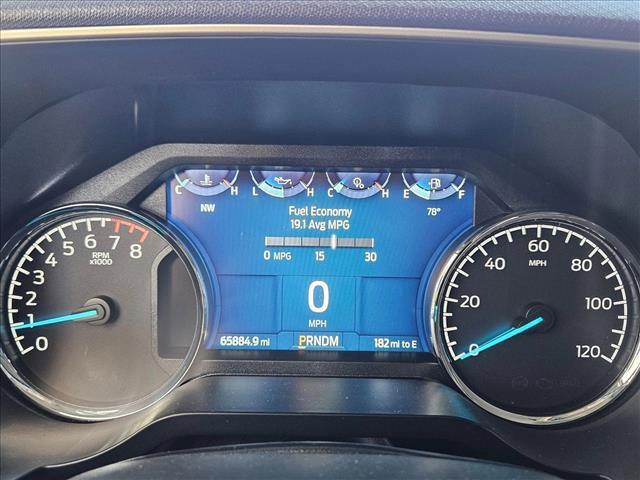 C H L H C H E F
NW 78°
Fuel Economy
19.1 Avg MPG
0 MPG 15 30
0
MPH
65884.9 mi PRNDM 182 mi to E
0 1 2 3 4 5 6 7 8
RPM
x1000
0 20 40 60 80 100 120
MPH